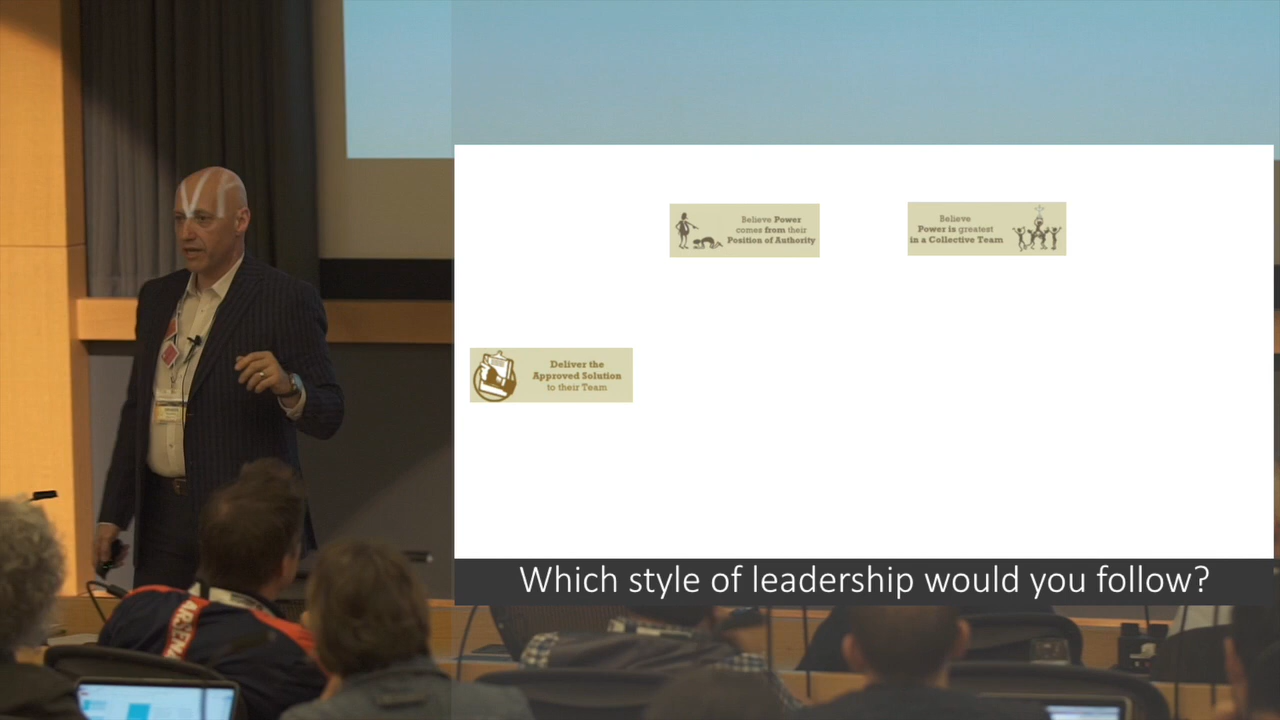 Believe Power
comes from their
Position of Authority
Believe
Power is greatest
in a Collective Team
Deliver the
Approved Solution
to their Team
Which style of leadership would you follow?
ARSEN